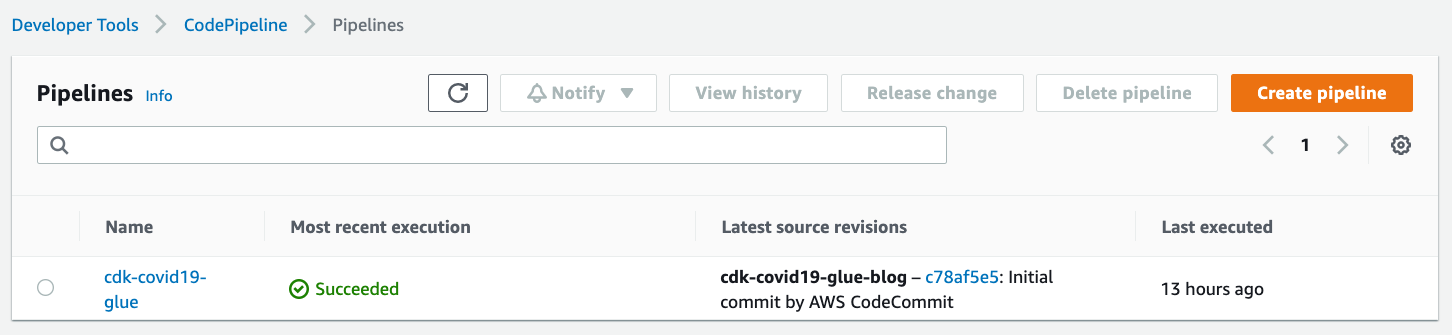 Developer Tools > CodePipeline > Pipelines
Pipelines Info Notify View history Release change Delete pipeline Create pipeline
1
Name Most recent execution Latest source revisions Last executed
cdk-covid19- Succeeded cdk-covid19-glue-blog – c78af5e5: Initial 13 hours ago
glue commit by AWS CodeCommit